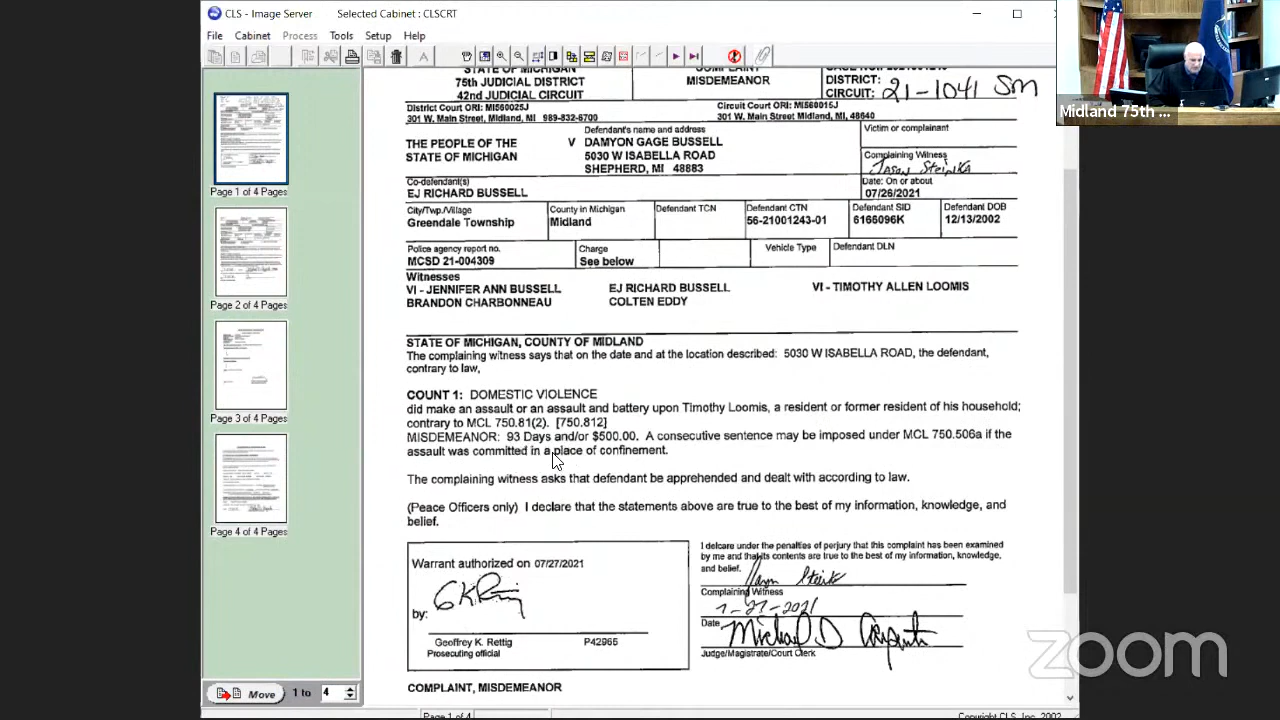 CLS - Image Server Selected Cabinet: CLSCRT
File Cabinet Process Tools Setup Help
Midland 75th ...
STATE OF MICHIGAN
75th JUDICIAL DISTRICT
42nd JUDICIAL CIRCUIT
COMPLAINT
MISDEMEANOR
DISTRICT:
CIRCUIT: 21-1041 SM
District Court ORI: MI560025J
301 W. Main Street, Midland, MI 989-832-6700
Circuit Court ORI: MI560015J
301 W. Main Street Midland, MI, 48640
THE PEOPLE OF THE
STATE OF MICHIGAN
V
Defendant's name and address
DAMYON GAGE BUSSELL
5030 W ISABELLA ROAD
SHEPHERD, MI 48883
Victim or complainant
Complaining Witness
Jason Steinka
Co-defendant(s)
EJ RICHARD BUSSELL
Date: On or about
07/26/2021
City/Twp./Village
Greendale Township
County in Michigan
Midland
Defendant TCN
Defendant CTN
56-21001243-01
Defendant SID
6166096K
Defendant DOB
12/13/2002
Police agency report no.
MCSD 21-004309
Charge
See below
Vehicle Type
Defendant DLN
Witnesses
VI - JENNIFER ANN BUSSELL EJ RICHARD BUSSELL VI - TIMOTHY ALLEN LOOMIS
BRANDON CHARBONNEAU COLTEN EDDY
STATE OF MICHIGAN, COUNTY OF MIDLAND
The complaining witness says that on the date and at the location described: 5030 W ISABELLA ROAD, the defendant,
contrary to law,
COUNT 1: DOMESTIC VIOLENCE
did make an assault or an assault and battery upon Timothy Loomis, a resident or former resident of his household;
contrary to MCL 750.81(2). [750.812]
MISDEMEANOR: 93 Days and/or $500.00. A consecutive sentence may be imposed under MCL 750.506a if the
assault was committed in a place of confinement.
The complaining witness asks that defendant be apprehended and dealt with according to law.
(Peace Officers only) I declare that the statements above are true to the best of my information, knowledge, and
belief.
Warrant authorized on 07/27/2021
by:
Geoffrey K. Rettig P42965
Prosecuting official
I delcare under the penalties of perjury that this complaint has been examined
by me and that its contents are true to the best of my information, knowledge,
and belief.
Complaining Witness
7-27-2021
Date
Michael D Carpenter
Judge/Magistrate/Court Clerk
COMPLAINT, MISDEMEANOR
Page 1 of 4 Pages
Page 2 of 4 Pages
Page 3 of 4 Pages
Page 4 of 4 Pages
Move 1 to 4
Page 1 of 4
Copyright CLS, Inc. 2002
zoom